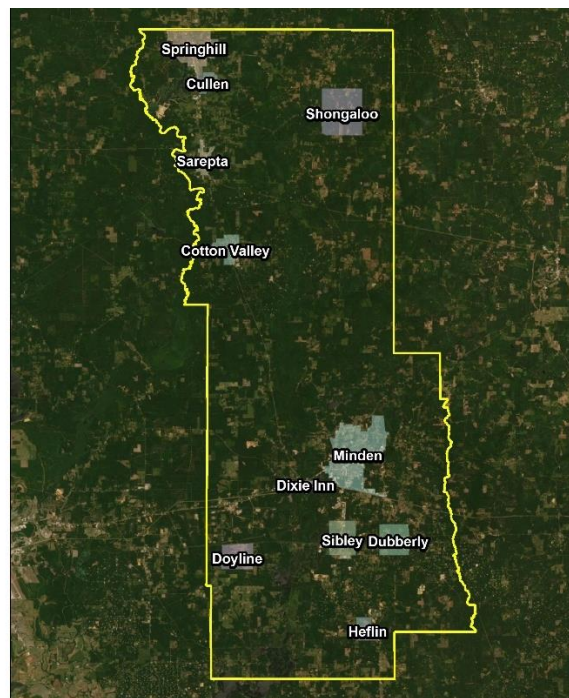 Springhill
Cullen
Shongaloo
Sarepta
Cotton Valley
Minden
Dixie Inn
Sibley
Dubberly
Doyline
Heflin